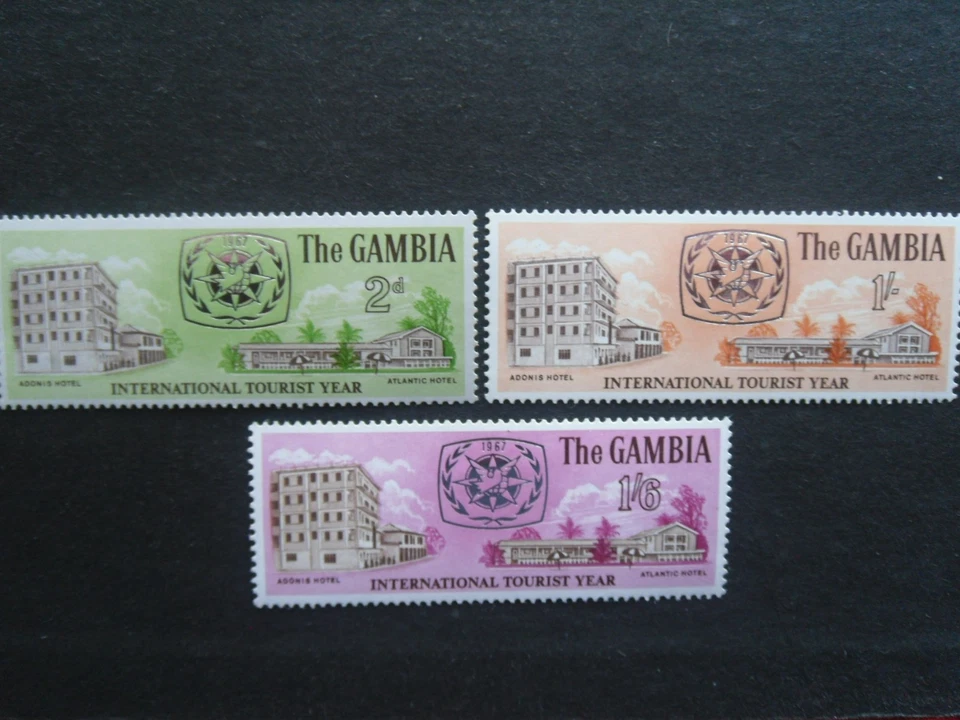 1967
The GAMBIA
2d
ADONIS HOTEL
ATLANTIC HOTEL
INTERNATIONAL TOURIST YEAR
1967
The GAMBIA
1/-
ADONIS HOTEL
ATLANTIC HOTEL
INTERNATIONAL TOURIST YEAR
1967
The GAMBIA
1/6
ADONIS HOTEL
ATLANTIC HOTEL
INTERNATIONAL TOURIST YEAR